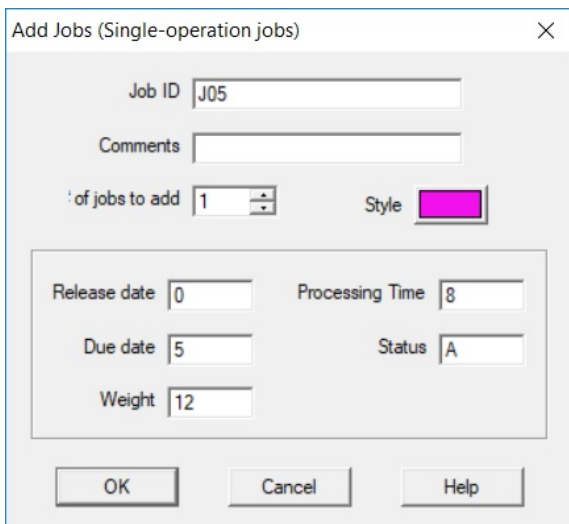 Add Jobs (Single-operation jobs)
Job ID J05
Comments
of jobs to add 1 Style
Release date 0 Processing Time 8
Due date 5 Status A
Weight 12
OK Cancel Help